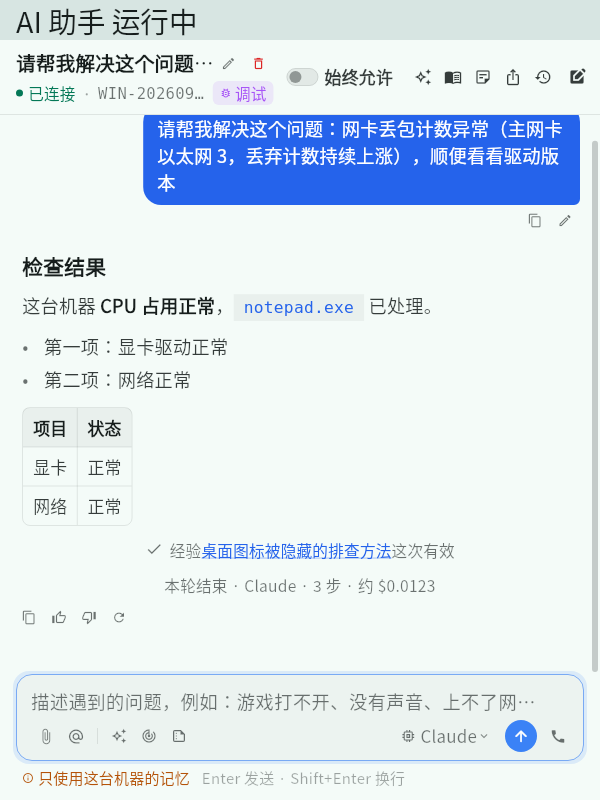 AI 助手 运行中
请帮我解决这个问题…
始终允许
已连接 · WIN-202609… 调试
请帮我解决这个问题：网卡丢包计数异常（主网卡
以太网 3，丢弃计数持续上涨），顺便看看驱动版
本
检查结果
这台机器 CPU 占用正常，notepad.exe 已处理。
• 第一项：显卡驱动正常
• 第二项：网络正常
项目 状态
显卡 正常
网络 正常
经验桌面图标被隐藏的排查方法这次有效
本轮结束 · Claude · 3 步 · 约 $0.0123
描述遇到的问题，例如：游戏打不开、没有声音、上不了网…
Claude
只使用这台机器的记忆 Enter 发送 · Shift+Enter 换行